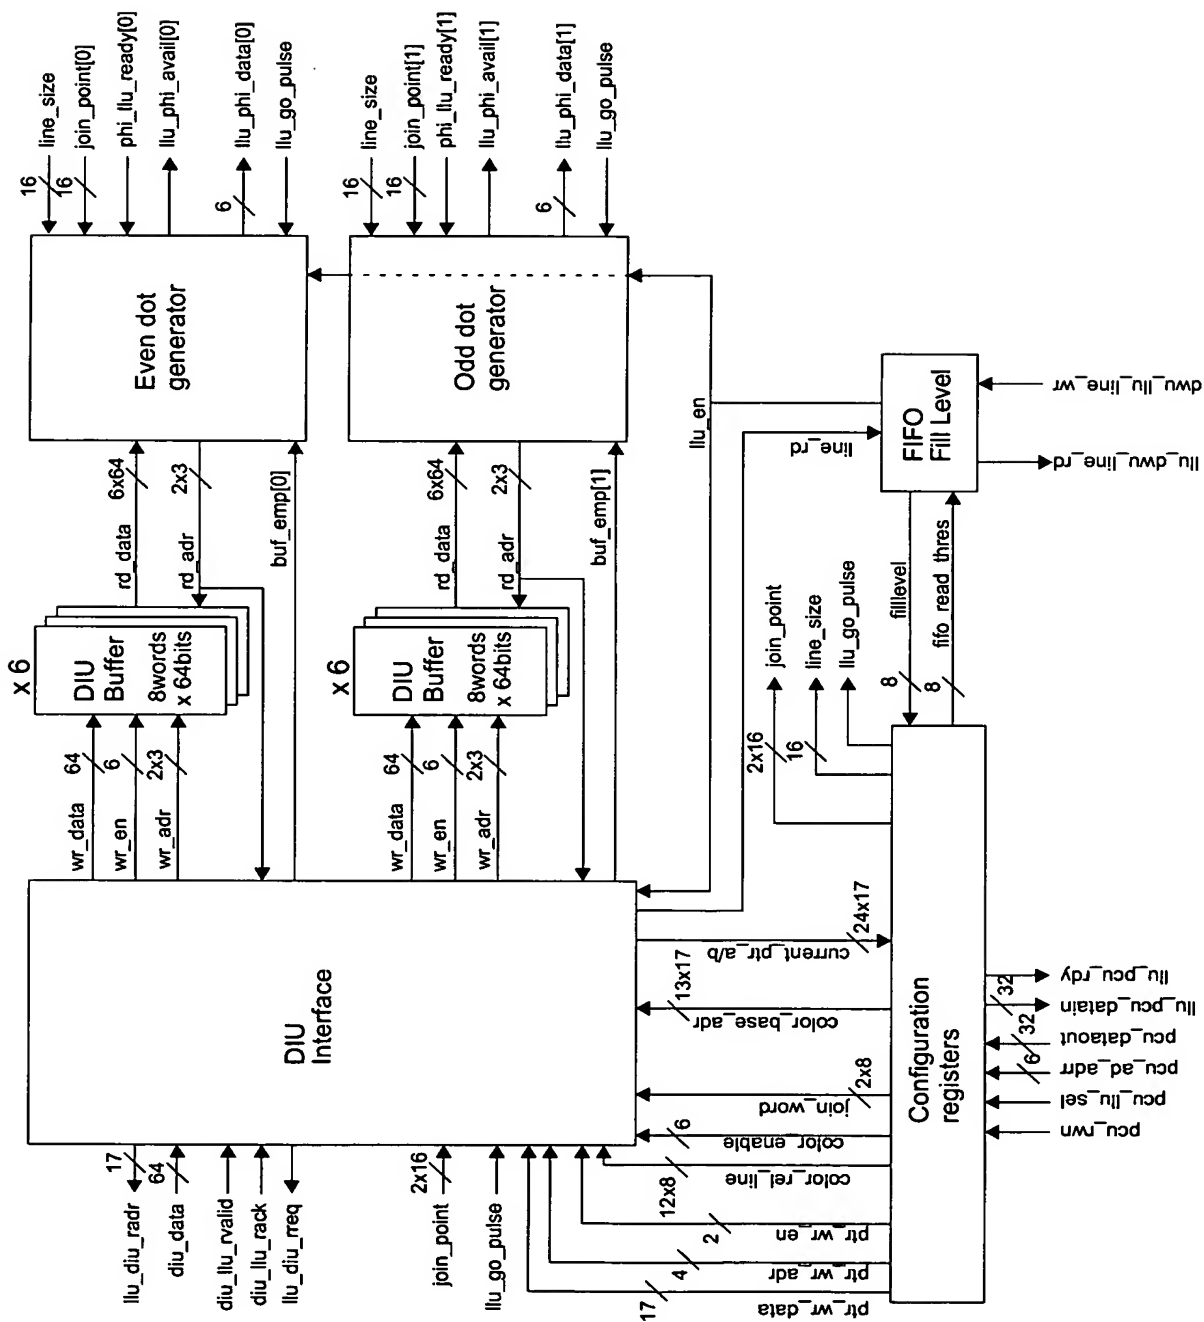 line_size
join_point[0]
phi_llu_ready[0]
llu_phi_avail[0]
llu_phi_data[0]
llu_go_pulse
16
16
6
Even dot
generator
6x64
2x3
rd_data
rd_adr
buf_emp[0]
x 6
DIU
Buffer
8words
x 64bits
64
6
2x3
wr_data
wr_en
wr_adr
line_size
join_point[1]
phi_llu_ready[1]
llu_phi_avail[1]
llu_phi_data[1]
llu_go_pulse
16
16
6
Odd dot
generator
6x64
2x3
rd_data
rd_adr
buf_emp[1]
x 6
DIU
Buffer
8words
x 64bits
64
6
2x3
wr_data
wr_en
wr_adr
llu_en
line_rd
FIFO
Fill Level
dwu_llu_line_wr
llu_dwu_line_rd
filllevel
fifo_read_thres
8
8
join_point
line_size
llu_go_pulse
2x16
16
DIU
Interface
current_ptr_a/b
24x17
color_base_adr
13x17
join_word
2x8
color_enable
6
color_rel_line
12x8
ptr_wr_en
2
ptr_wr_adr
4
ptr_wr_data
17
Configuration
registers
llu_pcu_rdy
llu_pcu_datain
32
pcu_dataout
32
pcu_ad_adrr
6
pcu_llu_sel
pcu_rwn
17
64
2x16
llu_diu_radr
diu_data
diu_llu_rvalid
diu_llu_rack
llu_diu_rreq
join_point
llu_go_pulse